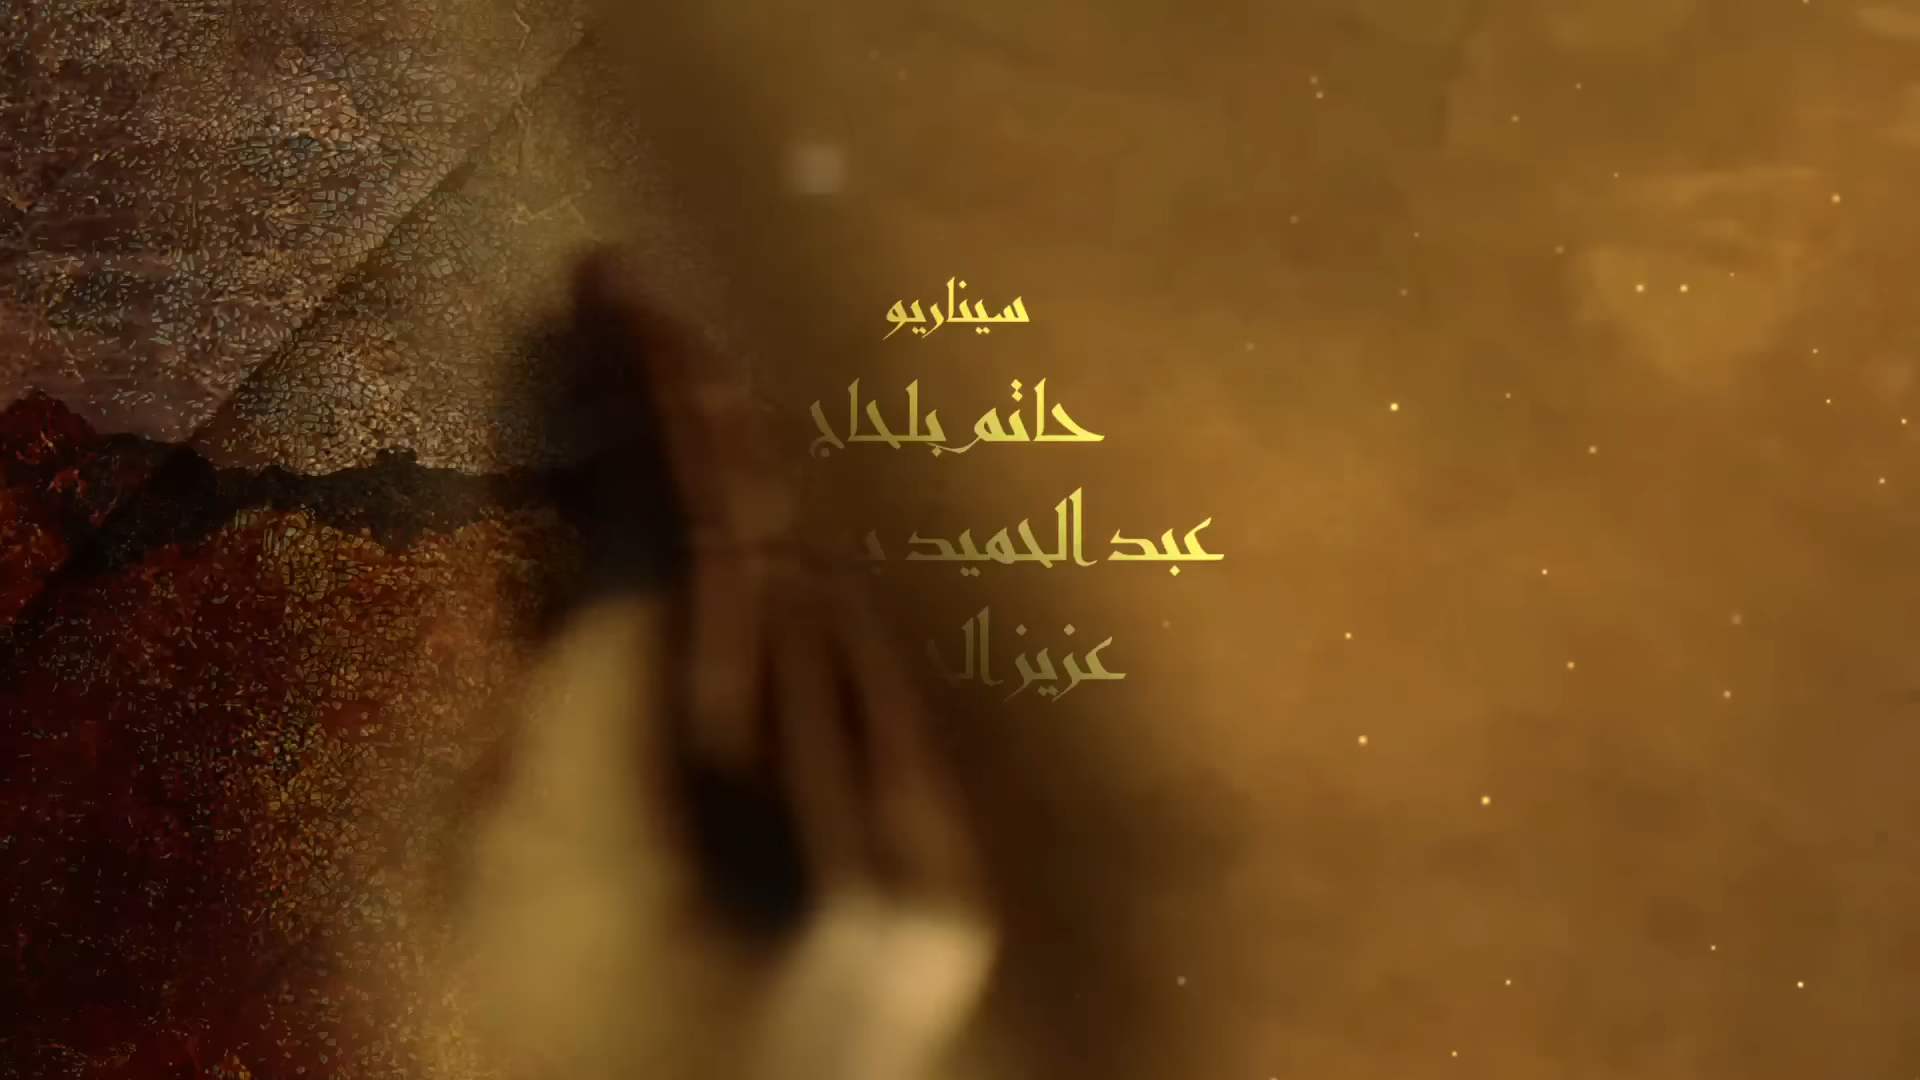 سيناريو
حاتم بلحاج
عبد الحميد
عزيز